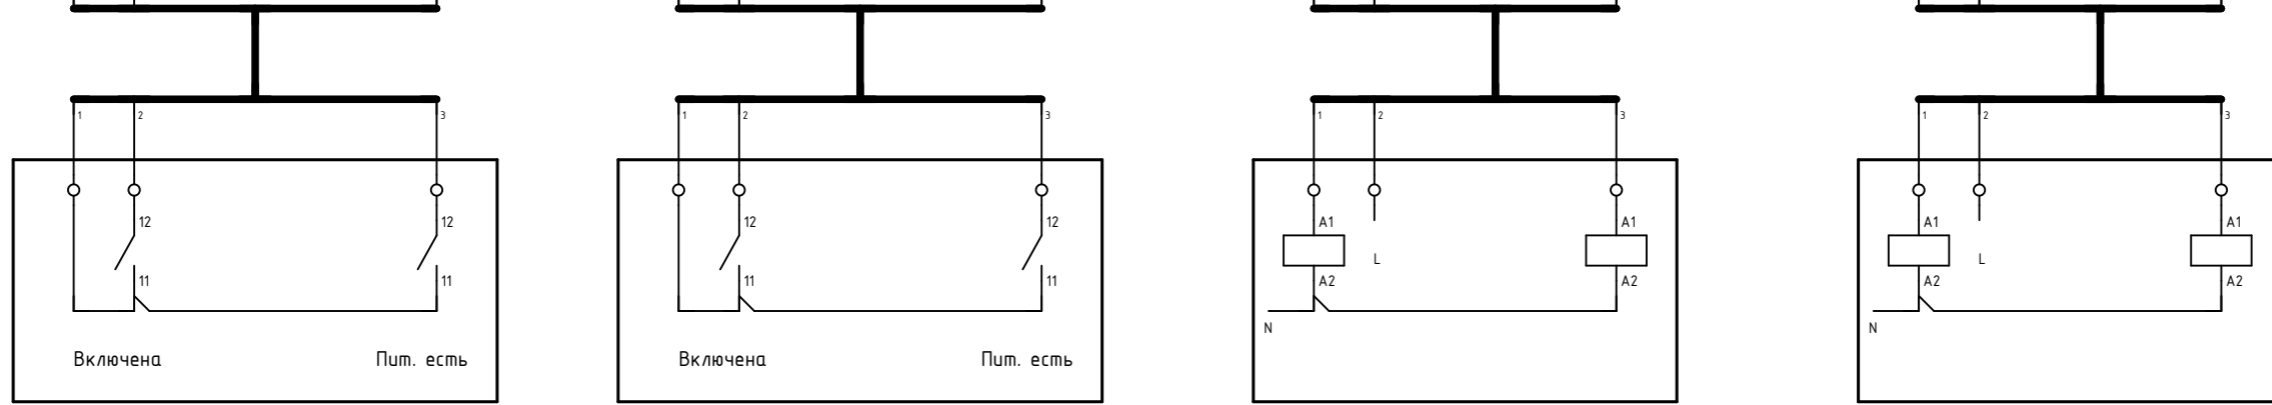 1 2 3 1 2 3 1 2 3 1 2 3
12 12 12 12 A1 A1 A1 A1
L L
11 11 11 11 A2 A2 A2 A2
N N
Включена Пит. есть Включена Пит. есть